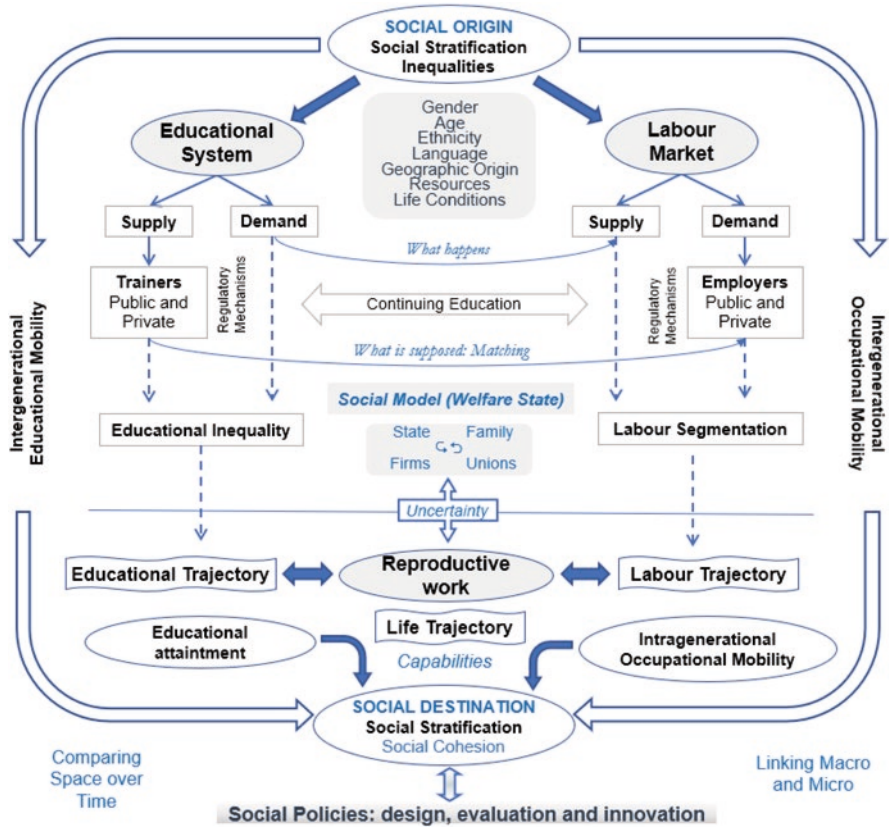 SOCIAL ORIGIN
Social Stratification
Inequalities
Gender
Age
Ethnicity
Language
Geographic Origin
Resources
Life Conditions
Educational
System
Labour
Market
Supply
Demand
Supply
Demand
What happens
Trainers
Public and
Private
Regulatory
Mechanisms
Continuing Education
Regulatory
Mechanisms
Employers
Public and
Private
What is supposed: Matching
Intergenerational
Educational Mobility
Intergenerational
Occupational Mobility
Social Model (Welfare State)
Educational Inequality
Labour Segmentation
State Family
Firms Unions
Uncertainty
Educational Trajectory
Reproductive
work
Labour Trajectory
Life Trajectory
Educational
attaintment
Intragenerational
Occupational Mobility
Capabilities
SOCIAL DESTINATION
Social Stratification
Social Cohesion
Comparing
Space over
Time
Linking Macro
and Micro
Social Policies: design, evaluation and innovation